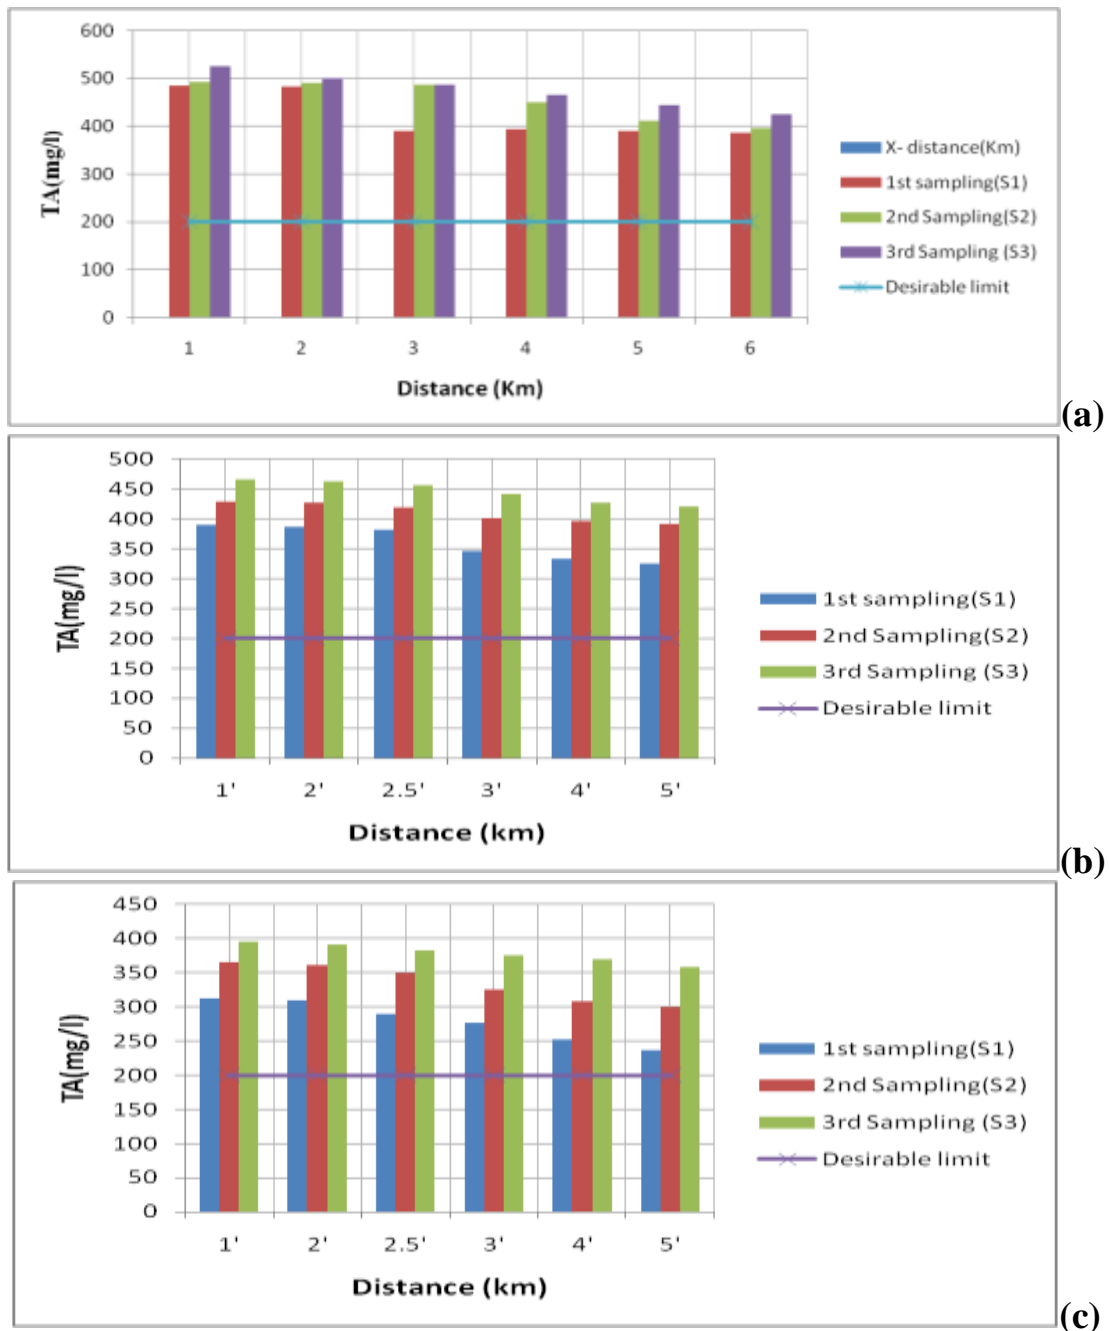 600
500
400
300
200
100
0
TA(mg/l)
1 2 3 4 5 6
Distance (Km)
X- distance(Km)
1st sampling(S1)
2nd Sampling(S2)
3rd Sampling (S3)
Desirable limit
(a)
500
450
400
350
300
250
200
150
100
50
0
TA(mg/l)
1' 2' 2.5' 3' 4' 5'
Distance (km)
1st sampling(S1)
2nd Sampling(S2)
3rd Sampling (S3)
Desirable limit
(b)
450
400
350
300
250
200
150
100
50
0
TA(mg/l)
1' 2' 2.5' 3' 4' 5'
Distance (km)
1st sampling(S1)
2nd Sampling(S2)
3rd Sampling (S3)
Desirable limit
(c)